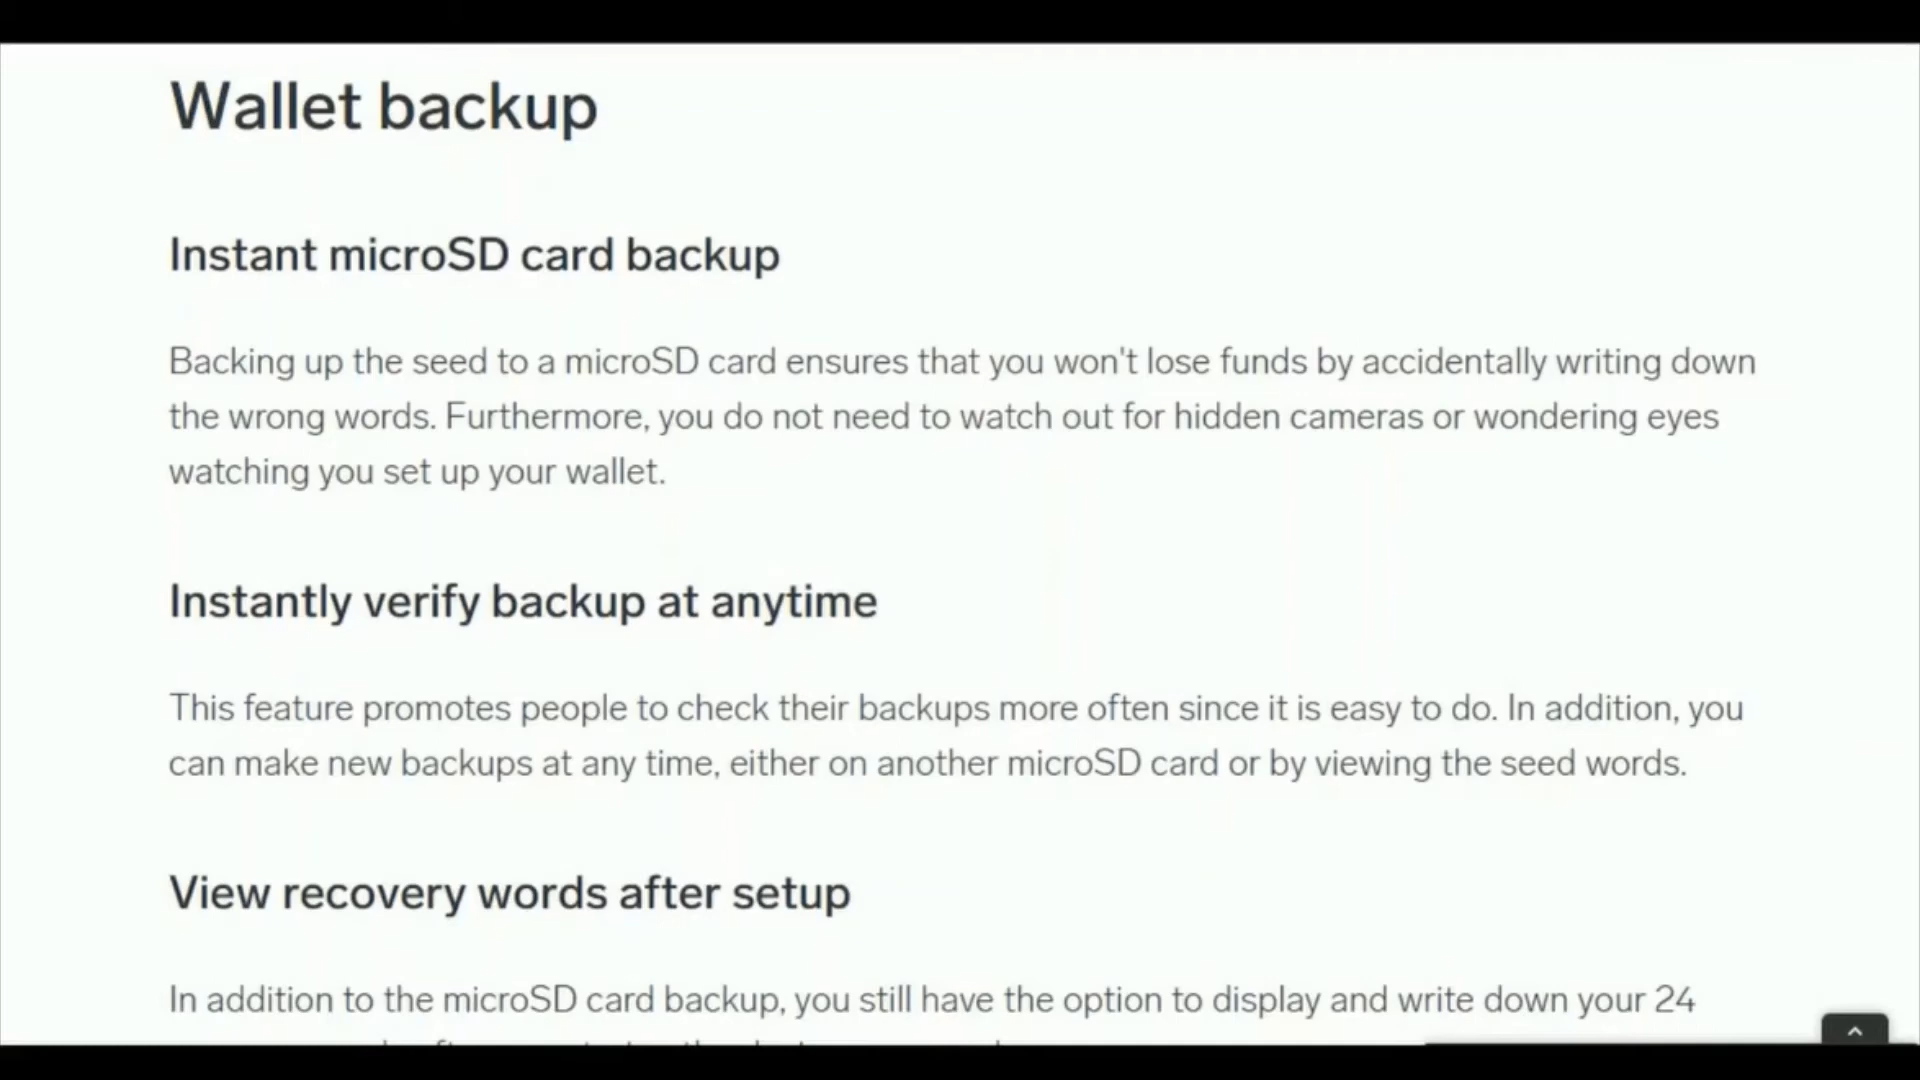 Wallet backup
Instant microSD card backup
Backing up the seed to a microSD card ensures that you won't lose funds by accidentally writing down
the wrong words. Furthermore, you do not need to watch out for hidden cameras or wondering eyes
watching you set up your wallet.
Instantly verify backup at anytime
This feature promotes people to check their backups more often since it is easy to do. In addition, you
can make new backups at any time, either on another microSD card or by viewing the seed words.
View recovery words after setup
In addition to the microSD card backup, you still have the option to display and write down your 24